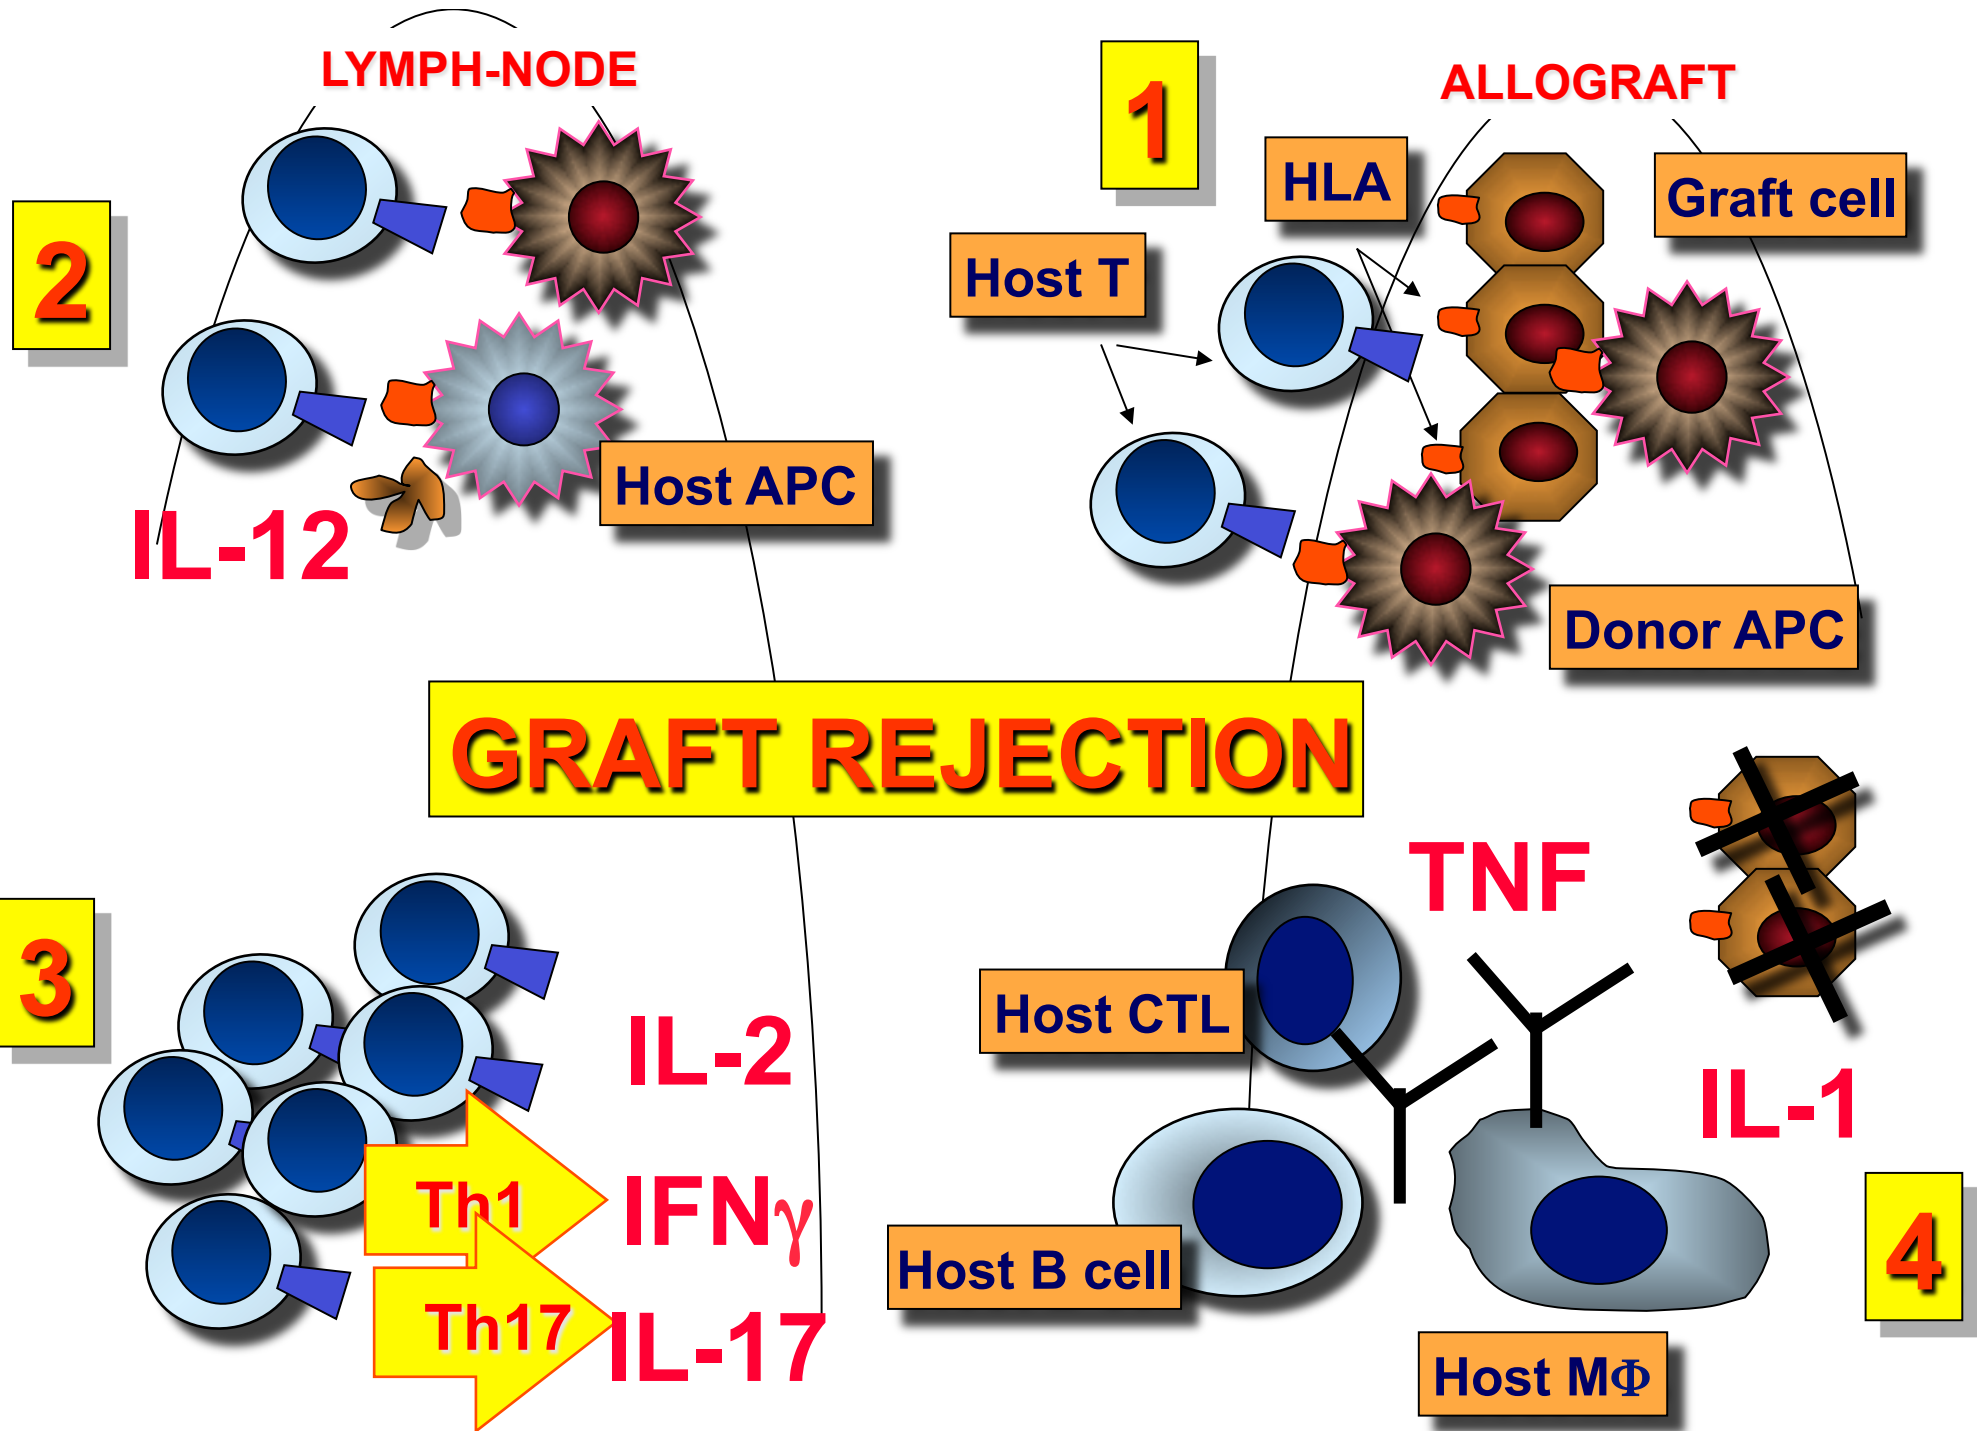 LYMPH-NODE
2
IL-12
Host APC
1
ALLOGRAFT
HLA
Graft cell
Host T
Donor APC
GRAFT REJECTION
3
IL-2
Th1
IFNγ
Th17
IL-17
TNF
Host CTL
IL-1
Host B cell
4
Host MΦ